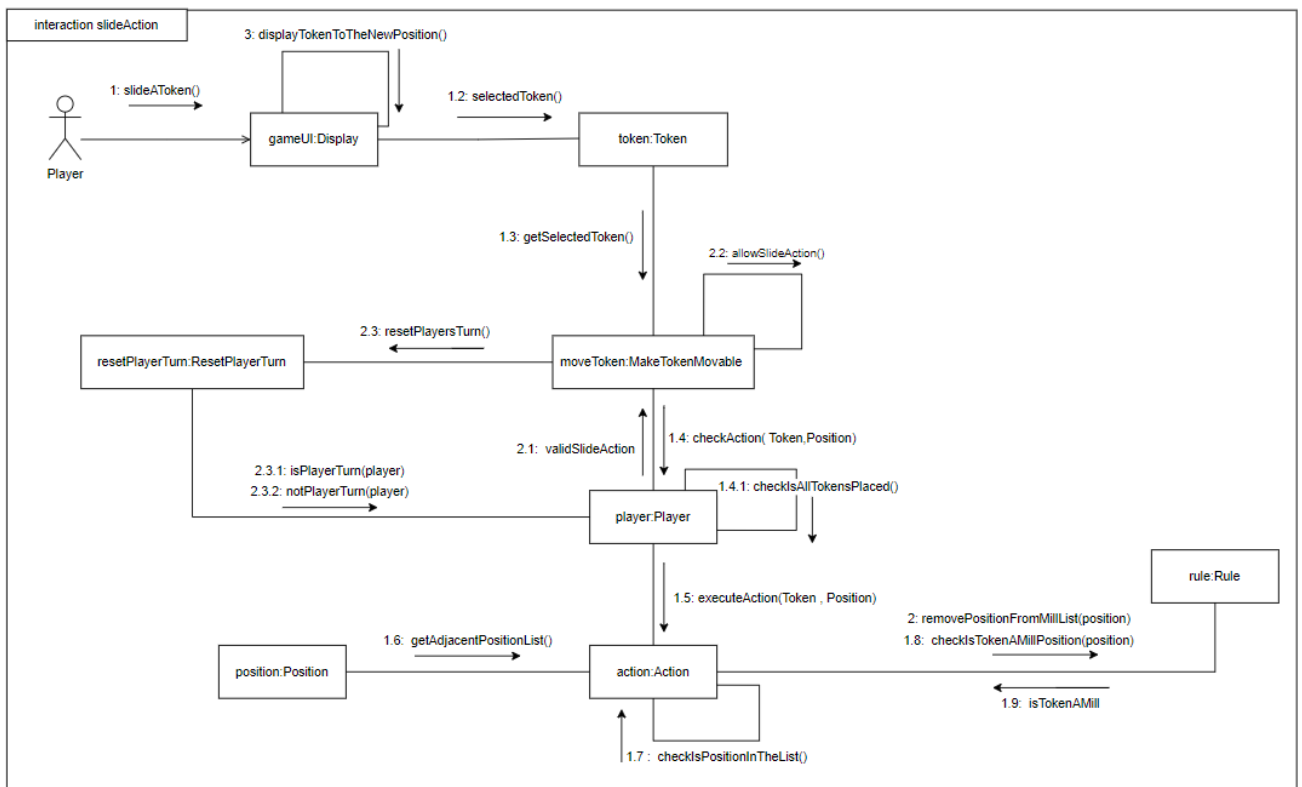 interaction slideAction
3: displayTokenToTheNewPosition()
1: slideAToken()
1.2: selectedToken()
gameUI:Display
token:Token
Player
1.3: getSelectedToken()
2.2: allowSlideAction()
2.3: resetPlayersTurn()
resetPlayerTurn:ResetPlayerTurn
moveToken:MakeTokenMovable
2.1: validSlideAction
1.4: checkAction( Token,Position)
2.3.1: isPlayerTurn(player)
2.3.2: notPlayerTurn(player)
1.4.1: checkIsAllTokensPlaced()
player:Player
rule:Rule
1.5: executeAction(Token , Position)
2: removePositionFromMillList(position)
1.6: getAdjacentPositionList()
1.8: checkIsTokenAMillPosition(position)
position:Position
action:Action
1.9: isTokenAMill
1.7 : checkIsPositionInTheList()